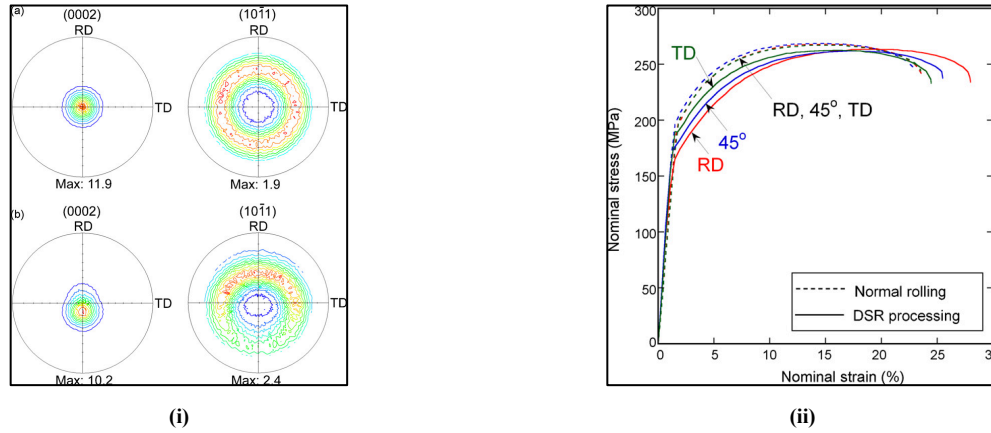 (a)
(0002)
RD
TD
Max: 11.9
(101̄1)
RD
TD
Max: 1.9
(b)
(0002)
RD
TD
Max: 10.2
(101̄1)
RD
TD
Max: 2.4
(i)
Nominal stress (MPa)
300
250
200
150
100
50
0
TD
RD, 45°, TD
45°
RD
Normal rolling
DSR processing
0
5
10
15
20
25
30
Nominal strain (%)
(ii)